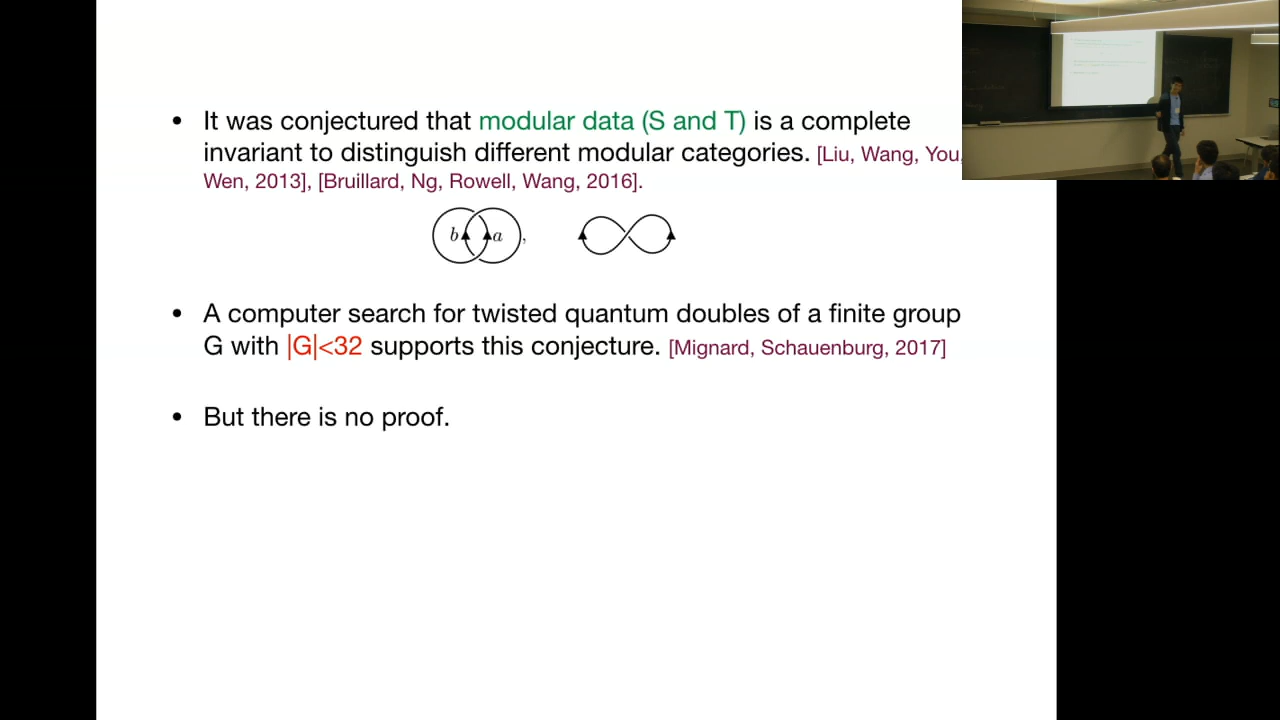 • It was conjectured that modular data (S and T) is a complete
invariant to distinguish different modular categories. [Liu, Wang, You,
Wen, 2013], [Bruillard, Ng, Rowell, Wang, 2016].
b a ,
• A computer search for twisted quantum doubles of a finite group
G with |G|<32 supports this conjecture. [Mignard, Schauenburg, 2017]
• But there is no proof.